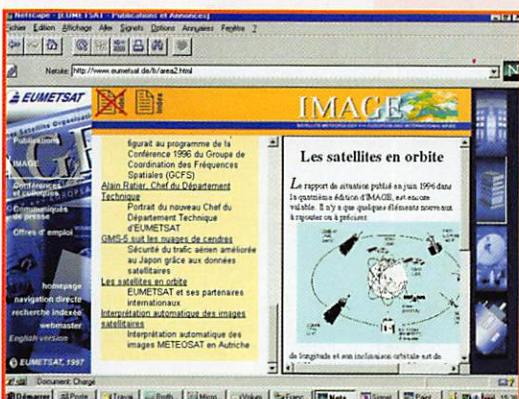 Netscape - [EUMETSAT - Publications et Annonces]
Fichier Edition Affichage Aller Signets Options Annuaires Fenêtre ?
Netsite: http://www.eumetsat.de/fr/area2.html
EUMETSAT
Index
IMAGE
Publications
IMAGE
Conférences
et colloques
Communiqués
de presse
Offres d' emploi
homepage
navigation directe
recherche indexée
webmaster
English version
© EUMETSAT, 1997
figurait au programme de la
Conférence 1996 du Groupe de
Coordination des Fréquences
Spatiales (GCFS)
Alain Ratier, Chef du Département
Technique
Portrait du nouveau Chef du
Département Technique
d'EUMETSAT
GMS-5 suit les nuages de cendres
Sécurité du trafic aérien améliorée
au Japon grâce aux données
satellitaires
Les satellites en orbite
EUMETSAT et ses partenaires
internationaux
Interprétation automatique des images
satellitaires
Interprétation automatique des
images METEOSAT en Autriche
Les satellites en orbite
Le rapport de situation publié en juin 1996 dans
la quatrième édition d'IMAGE, est encore
valable. Il n'y a que quelques éléments nouveaux
à rajouter ou à préciser.
de longitude et son inclinaison orbitale est de
Document: Chargé
Démarrer
15:36